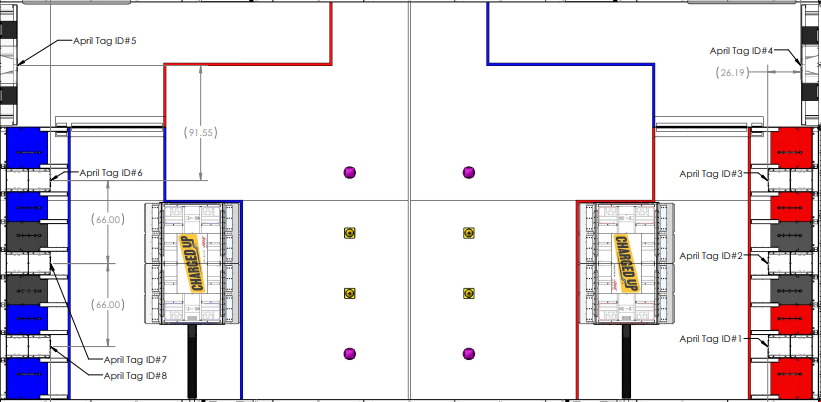 April Tag ID#5
April Tag ID#4
(26.19)
(91.55)
April Tag ID#6
April Tag ID#3
(66.00)
CHARGED UP
CHARGED UP
April Tag ID#2
(66.00)
April Tag ID#1
April Tag ID#7
April Tag ID#8